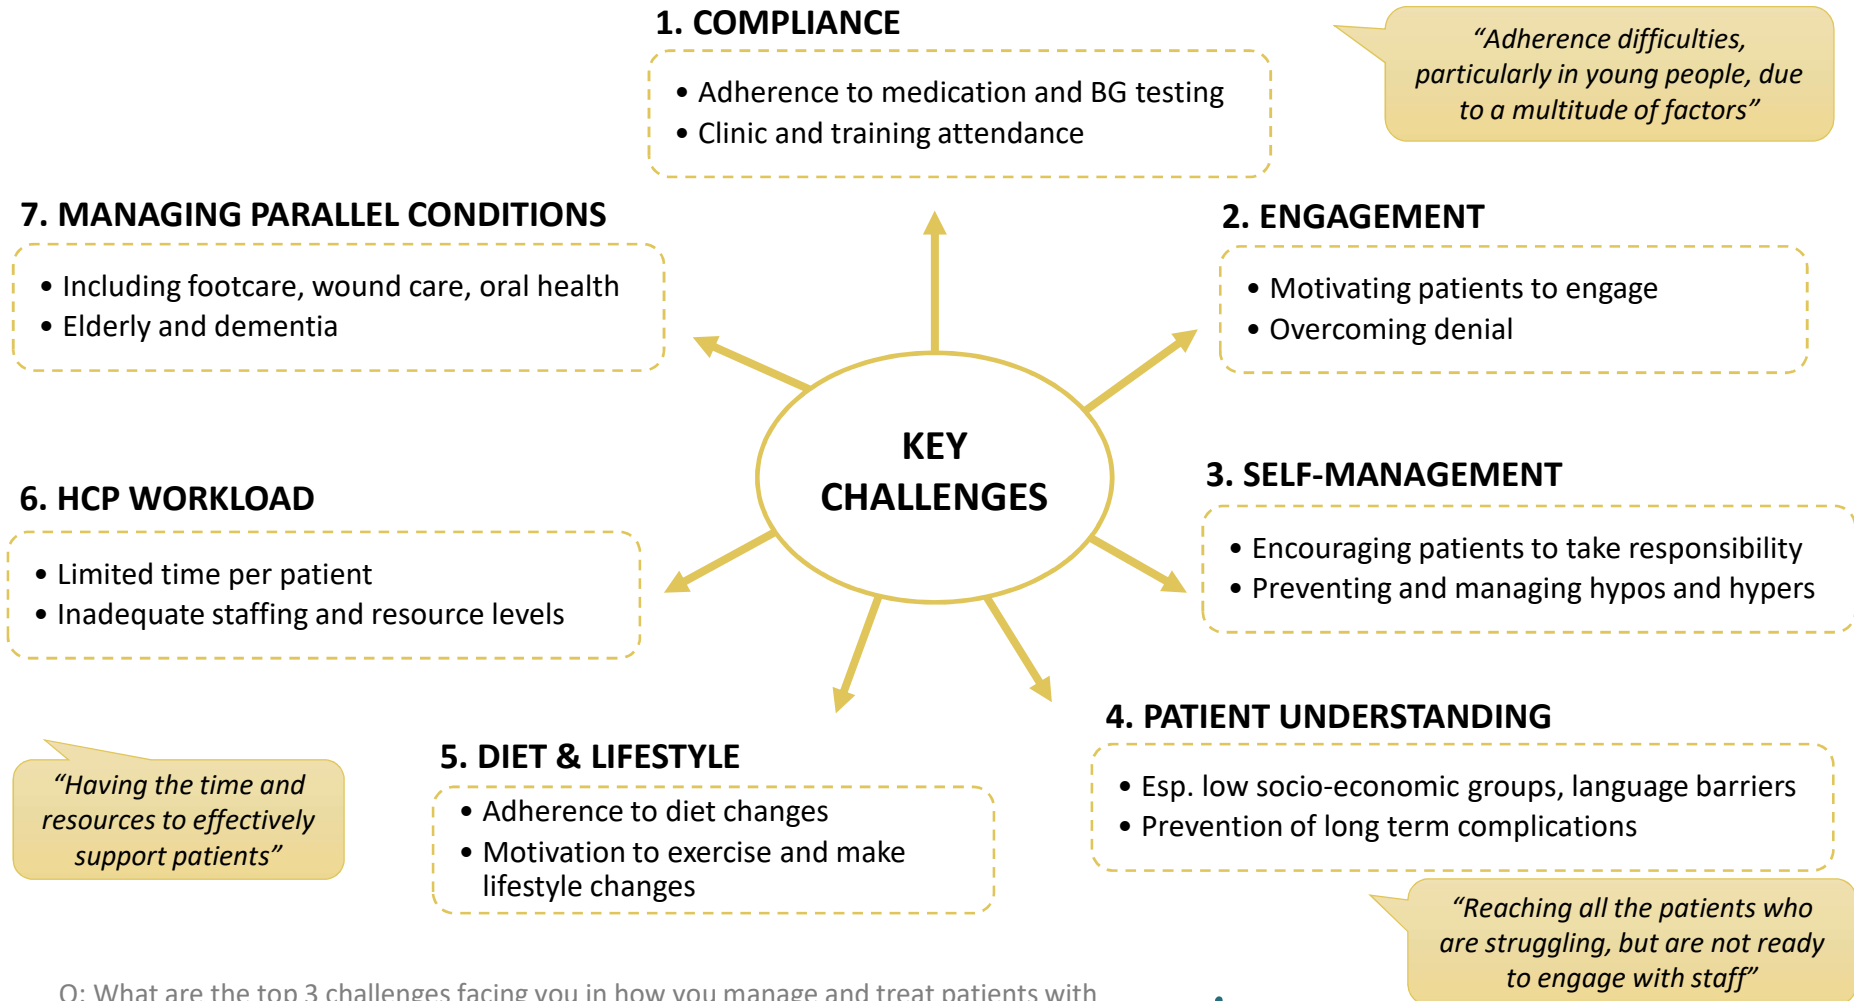 1. COMPLIANCE
• Adherence to medication and BG testing
• Clinic and training attendance
“Adherence difficulties,
particularly in young people, due
to a multitude of factors”
7. MANAGING PARALLEL CONDITIONS
• Including footcare, wound care, oral health
• Elderly and dementia
2. ENGAGEMENT
• Motivating patients to engage
• Overcoming denial
KEY
CHALLENGES
6. HCP WORKLOAD
• Limited time per patient
• Inadequate staffing and resource levels
3. SELF-MANAGEMENT
• Encouraging patients to take responsibility
• Preventing and managing hypos and hypers
“Having the time and
resources to effectively
support patients”
5. DIET & LIFESTYLE
• Adherence to diet changes
• Motivation to exercise and make
lifestyle changes
4. PATIENT UNDERSTANDING
• Esp. low socio-economic groups, language barriers
• Prevention of long term complications
“Reaching all the patients who
are struggling, but are not ready
to engage with staff”
Q: What are the top 3 challenges facing you in how you manage and treat patients with